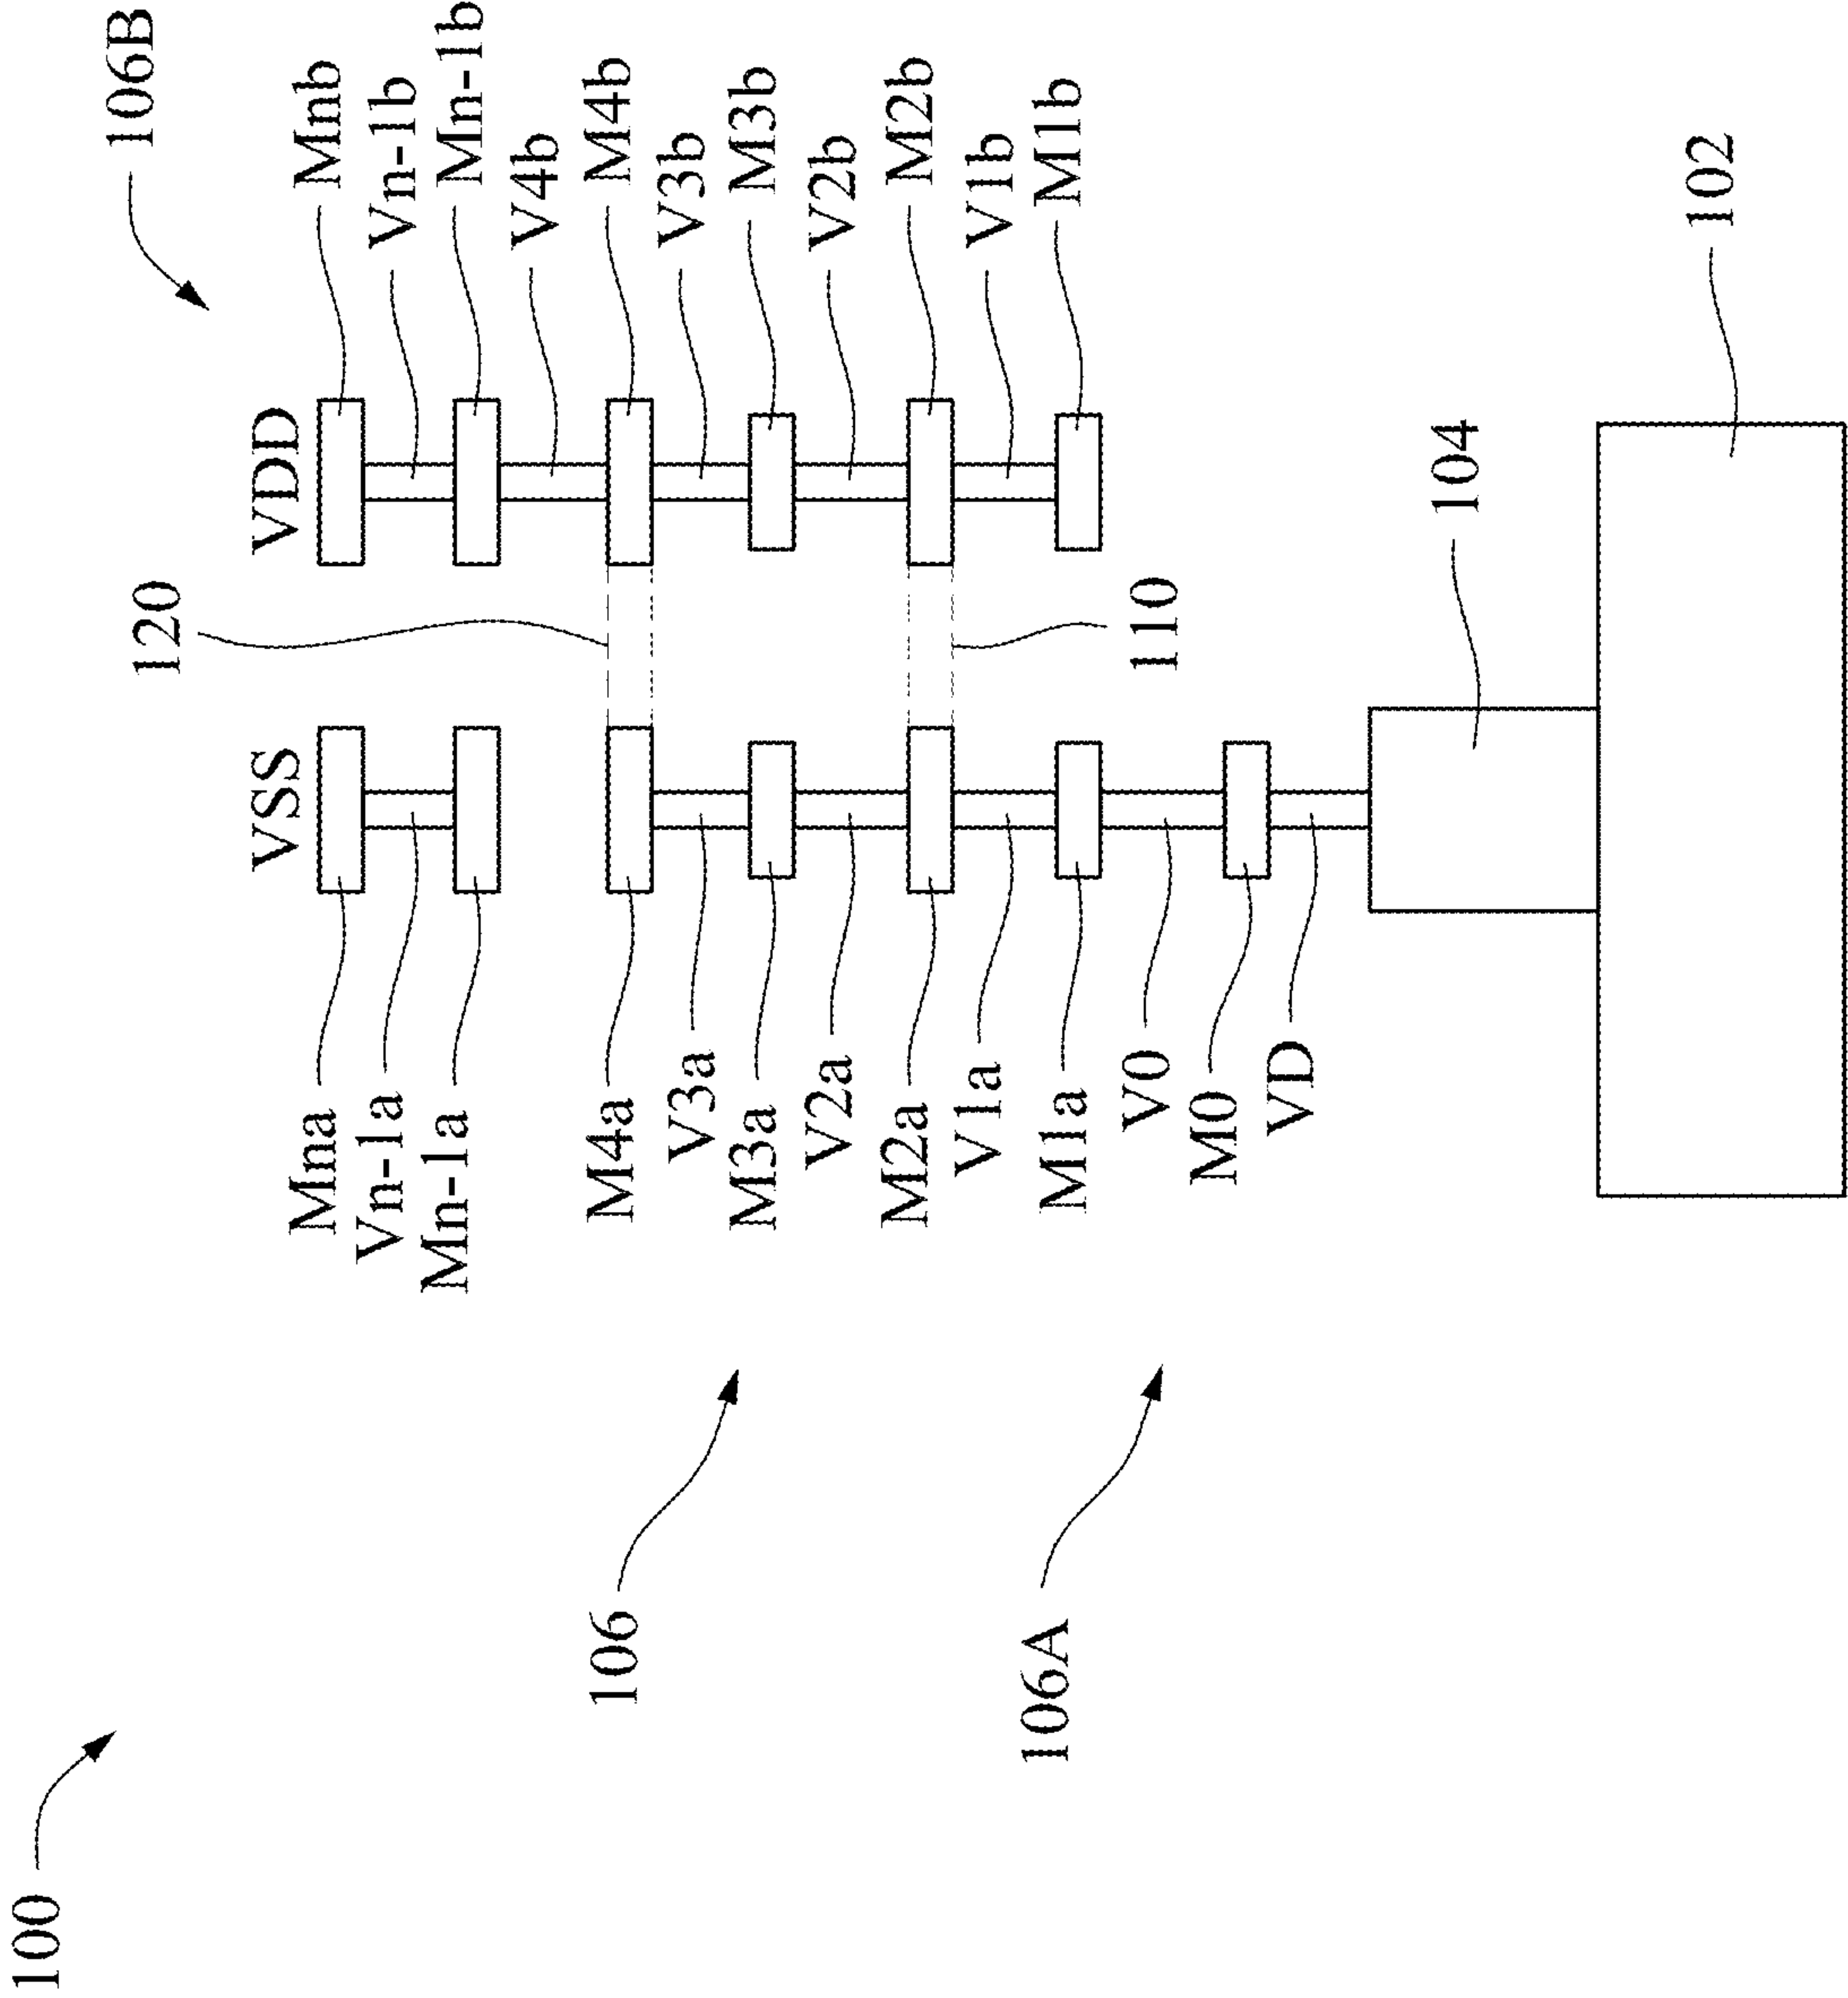 100
106B
120
VSS
VDD
Mna
Vn-1a
Mn-1a
M4a
V3a
M3a
V2a
M2a
V1a
M1a
V0
M0
VD
Mnb
Vn-1b
Mn-1b
V4b
M4b
V3b
M3b
V2b
M2b
V1b
M1b
106
106A
110
104
102